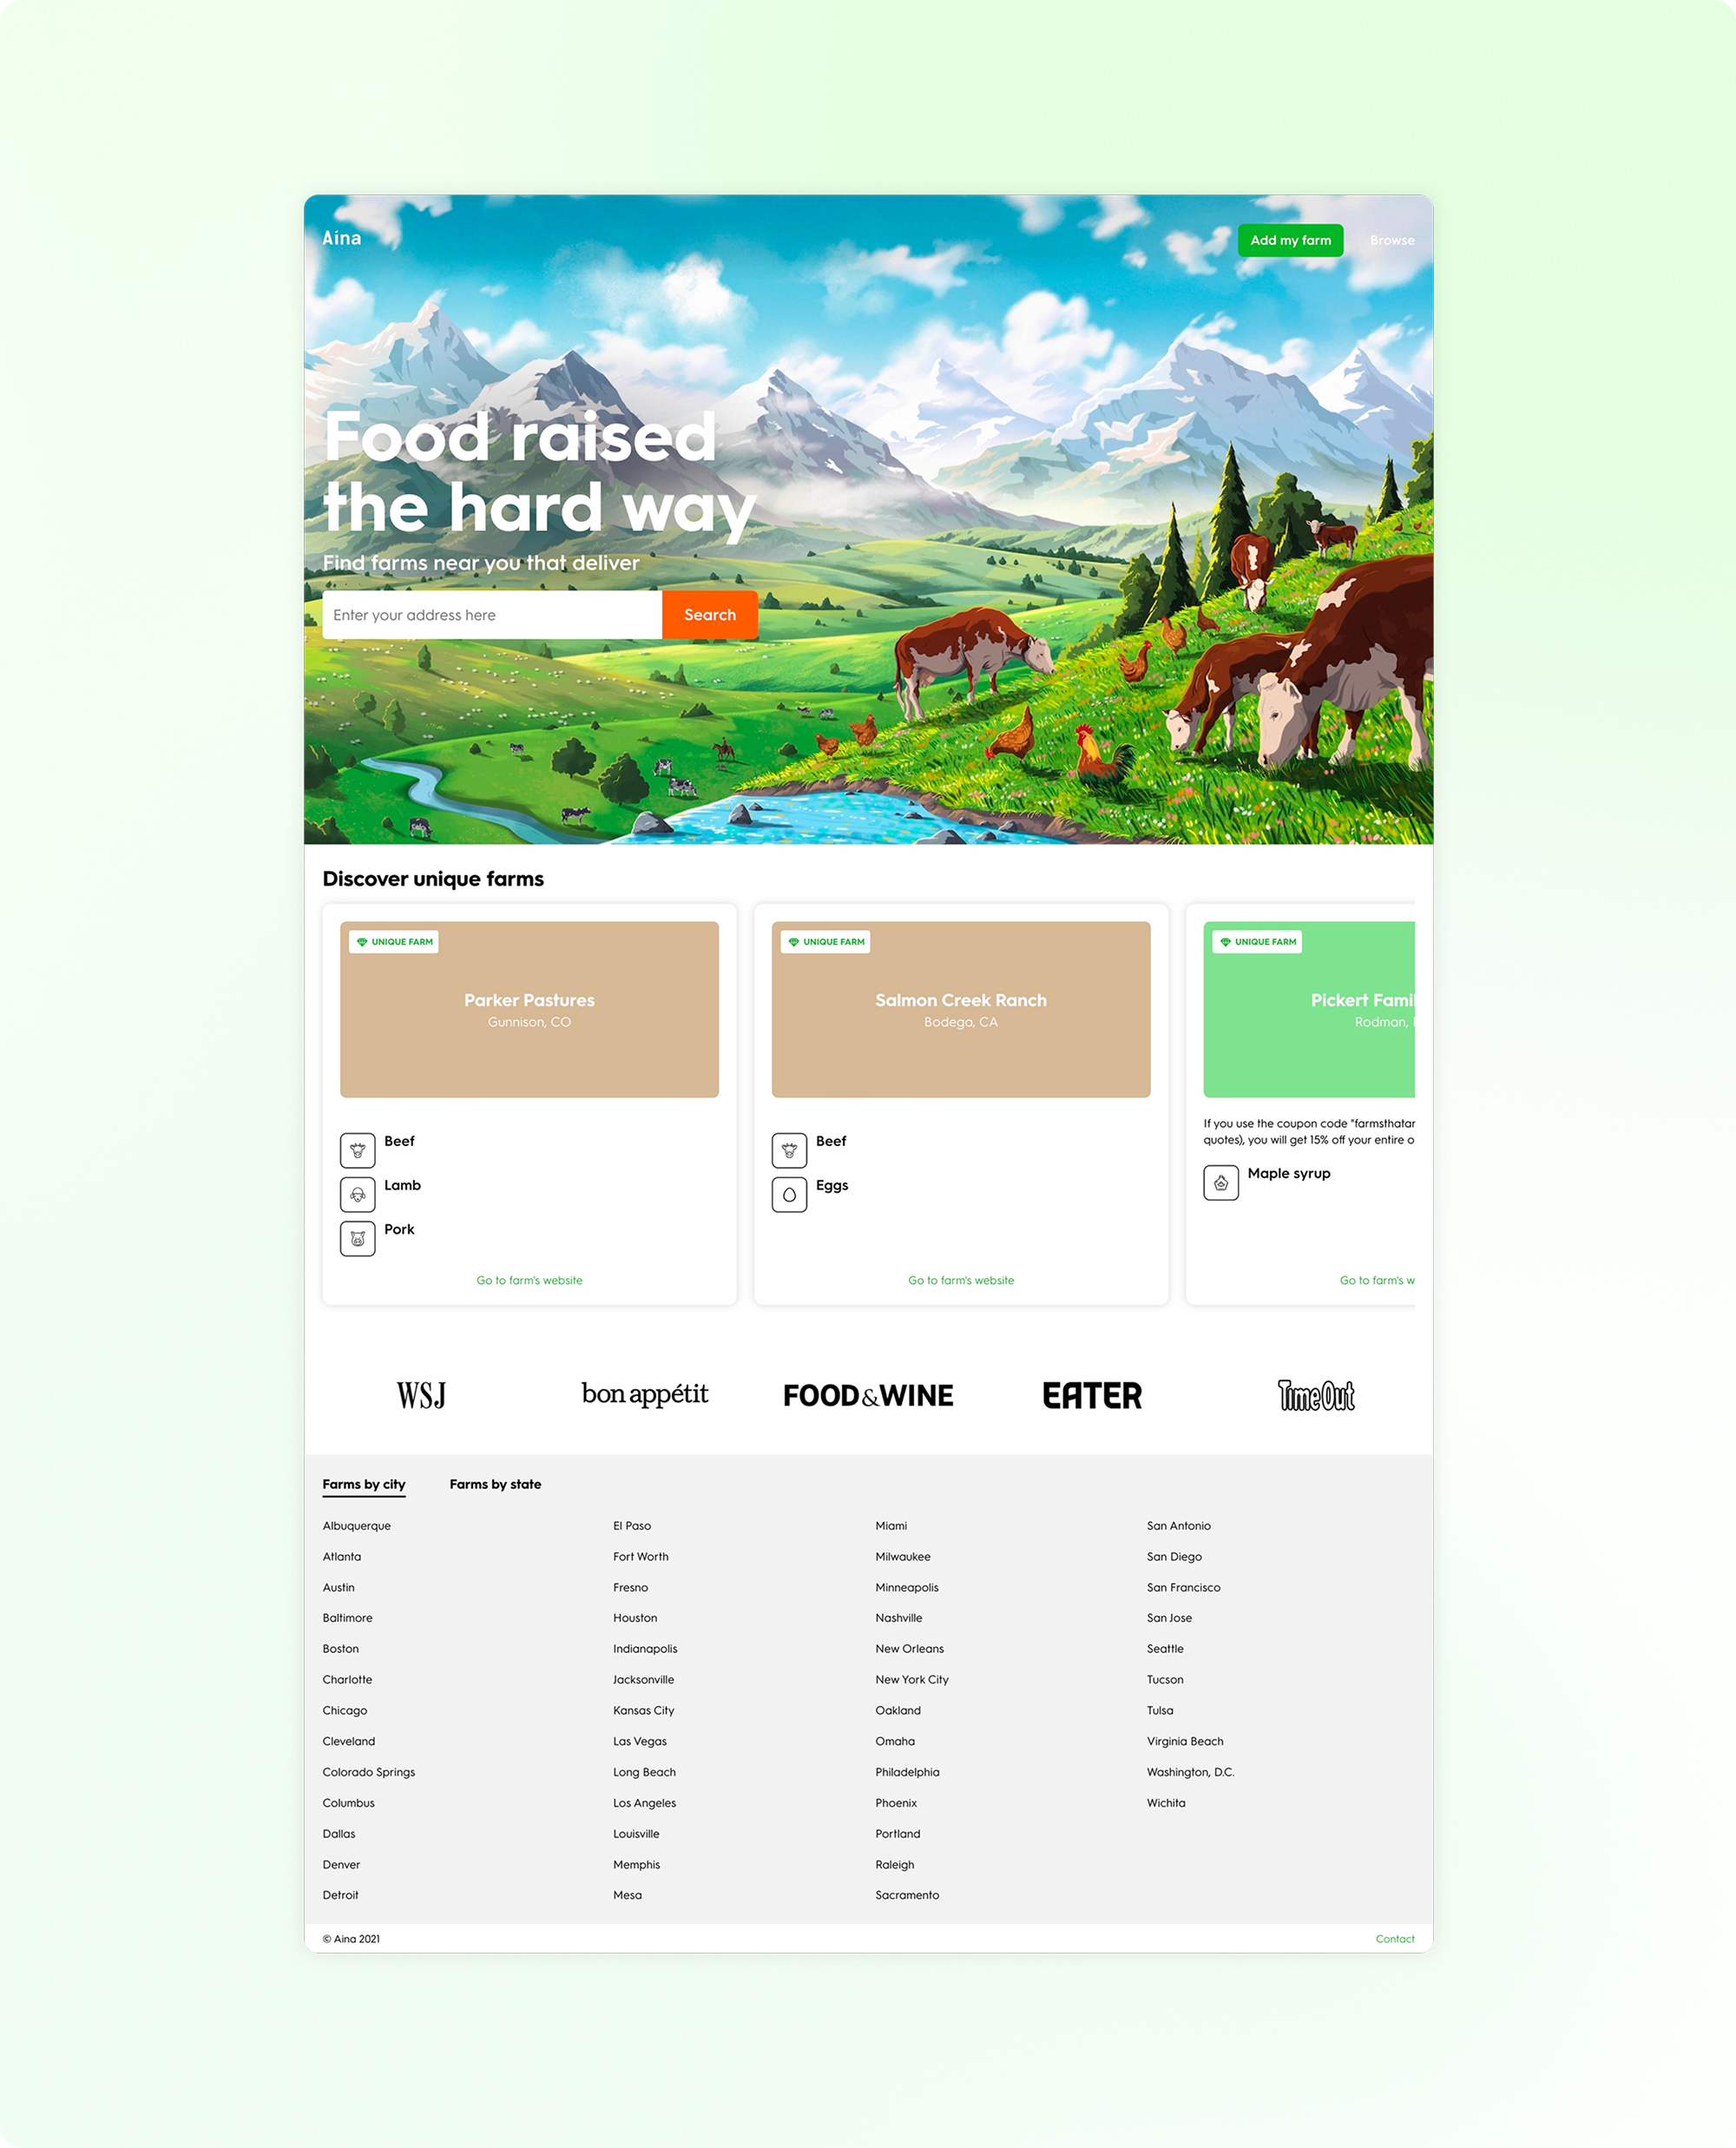 Aína
Add my farm
Browse
Food raised
the hard way
Find farms near you that deliver
Enter your address here
Search
Discover unique farms
UNIQUE FARM
Parker Pastures
Gunnison, CO
Beef
Lamb
Pork
Go to farm's website
UNIQUE FARM
Salmon Creek Ranch
Bodega, CA
Beef
Eggs
Go to farm's website
UNIQUE FARM
Pickert Famil
Rodman,
If you use the coupon code "farmsthatar
quotes), you will get 15% off your entire o
Maple syrup
Go to farm's w
WSJ
bon appétit
FOOD&WINE
EATER
TimeOut
Farms by city
Farms by state
Albuquerque
Atlanta
Austin
Baltimore
Boston
Charlotte
Chicago
Cleveland
Colorado Springs
Columbus
Dallas
Denver
Detroit
El Paso
Fort Worth
Fresno
Houston
Indianapolis
Jacksonville
Kansas City
Las Vegas
Long Beach
Los Angeles
Louisville
Memphis
Mesa
Miami
Milwaukee
Minneapolis
Nashville
New Orleans
New York City
Oakland
Omaha
Philadelphia
Phoenix
Portland
Raleigh
Sacramento
San Antonio
San Diego
San Francisco
San Jose
Seattle
Tucson
Tulsa
Virginia Beach
Washington, D.C.
Wichita
© Aina 2021
Contact